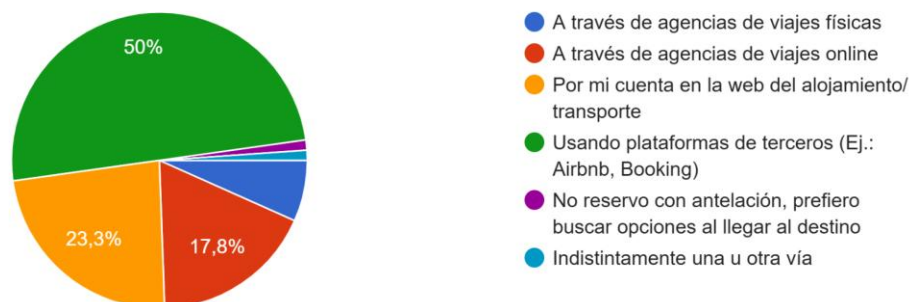 50%
23,3%
17,8%
A través de agencias de viajes físicas
A través de agencias de viajes online
Por mi cuenta en la web del alojamiento/
transporte
Usando plataformas de terceros (Ej.:
Airbnb, Booking)
No reservo con antelación, prefiero
buscar opciones al llegar al destino
Indistintamente una u otra vía